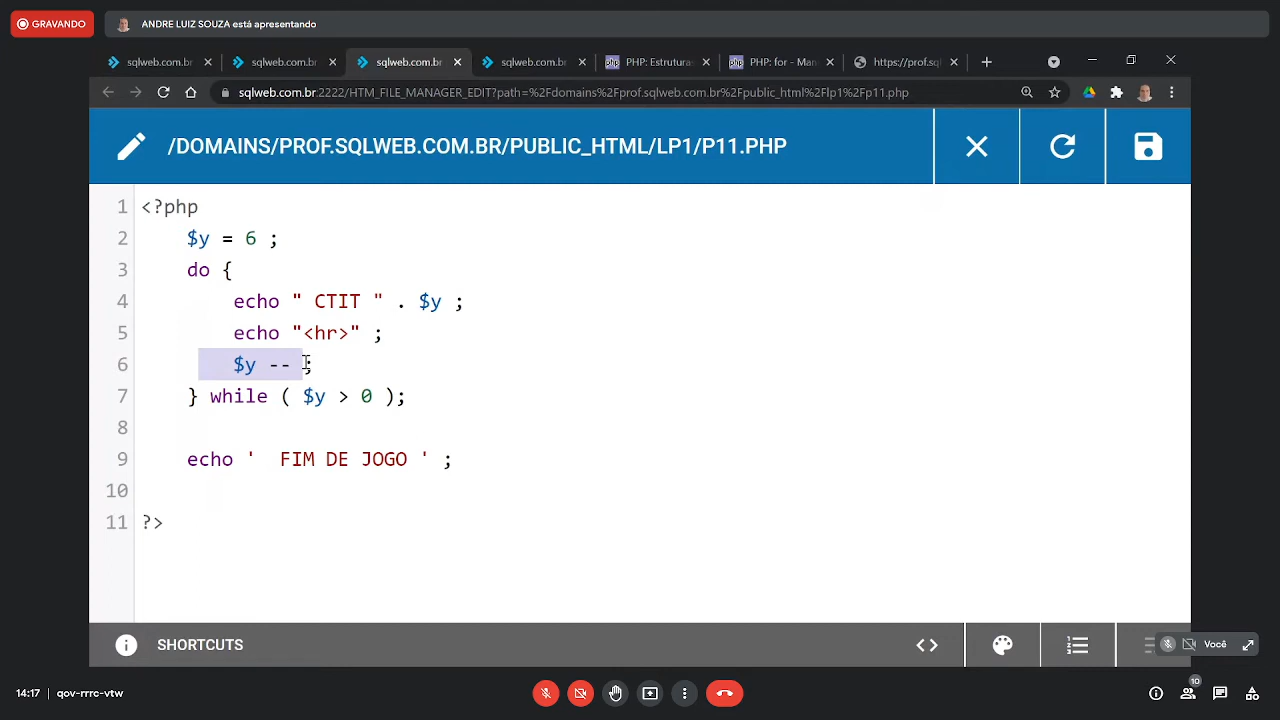 GRAVANDO
ANDRE LUIZ SOUZA está apresentando
sqlweb.com.br
sqlweb.com.br
sqlweb.com.br
sqlweb.com.br
PHP: Estruturas
PHP: for - Man
https://prof.sql
sqlweb.com.br:2222/HTM_FILE_MANAGER_EDIT?path=%2Fdomains%2Fprof.sqlweb.com.br%2Fpublic_html%2Flp1%2Fp11.php
/DOMAINS/PROF.SQLWEB.COM.BR/PUBLIC_HTML/LP1/P11.PHP
1 <?php
2 $y = 6 ;
3 do {
4 echo " CTIT " . $y ;
5 echo "<hr>" ;
6 $y -- ;
7 } while ( $y > 0 );
8
9 echo '  FIM DE JOGO ' ;
10
11 ?>
SHORTCUTS
Você
14:17 | qov-rrrc-vtw
10